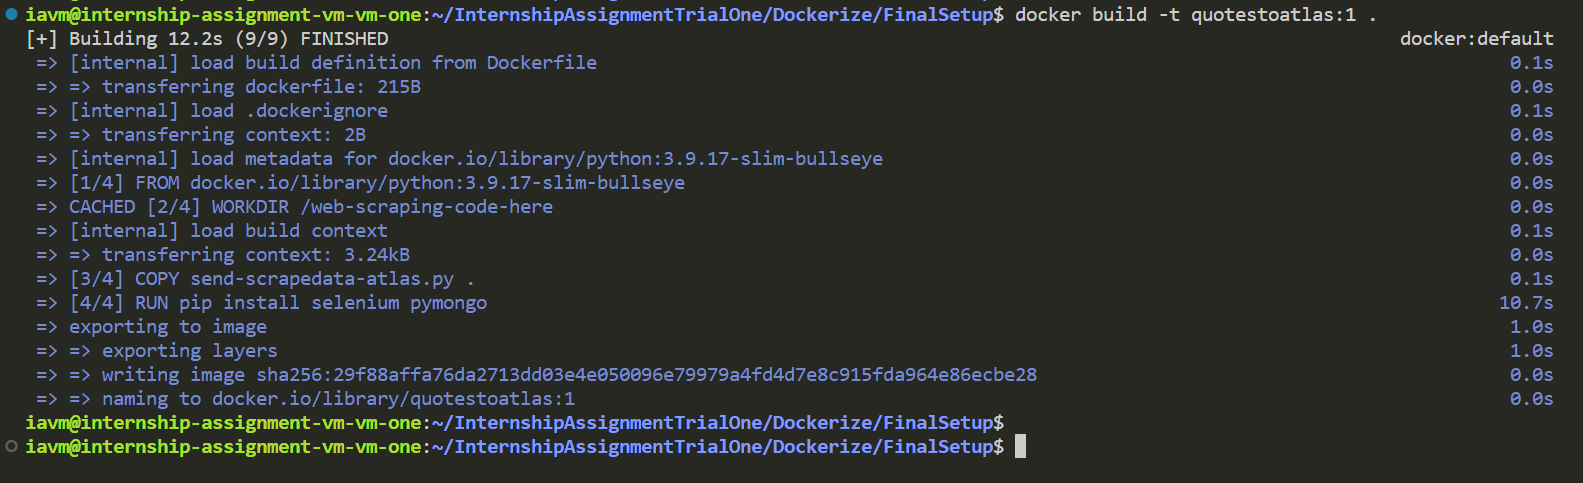 iavm@internship-assignment-vm-vm-one:~/InternshipAssignmentTrialOne/Dockerize/FinalSetup$ docker build -t quotestoatlas:1 .
[+] Building 12.2s (9/9) FINISHED docker:default
=> [internal] load build definition from Dockerfile 0.1s
=> => transferring dockerfile: 215B 0.0s
=> [internal] load .dockerignore 0.1s
=> => transferring context: 2B 0.0s
=> [internal] load metadata for docker.io/library/python:3.9.17-slim-bullseye 0.0s
=> [1/4] FROM docker.io/library/python:3.9.17-slim-bullseye 0.0s
=> CACHED [2/4] WORKDIR /web-scraping-code-here 0.0s
=> [internal] load build context 0.1s
=> => transferring context: 3.24kB 0.0s
=> [3/4] COPY send-scrapedata-atlas.py . 0.1s
=> [4/4] RUN pip install selenium pymongo 10.7s
=> exporting to image 1.0s
=> => exporting layers 1.0s
=> => writing image sha256:29f88affa76da2713dd03e4e050096e79979a4fd4d7e8c915fda964e86ecbe28 0.0s
=> => naming to docker.io/library/quotestoatlas:1 0.0s
iavm@internship-assignment-vm-vm-one:~/InternshipAssignmentTrialOne/Dockerize/FinalSetup$
iavm@internship-assignment-vm-vm-one:~/InternshipAssignmentTrialOne/Dockerize/FinalSetup$